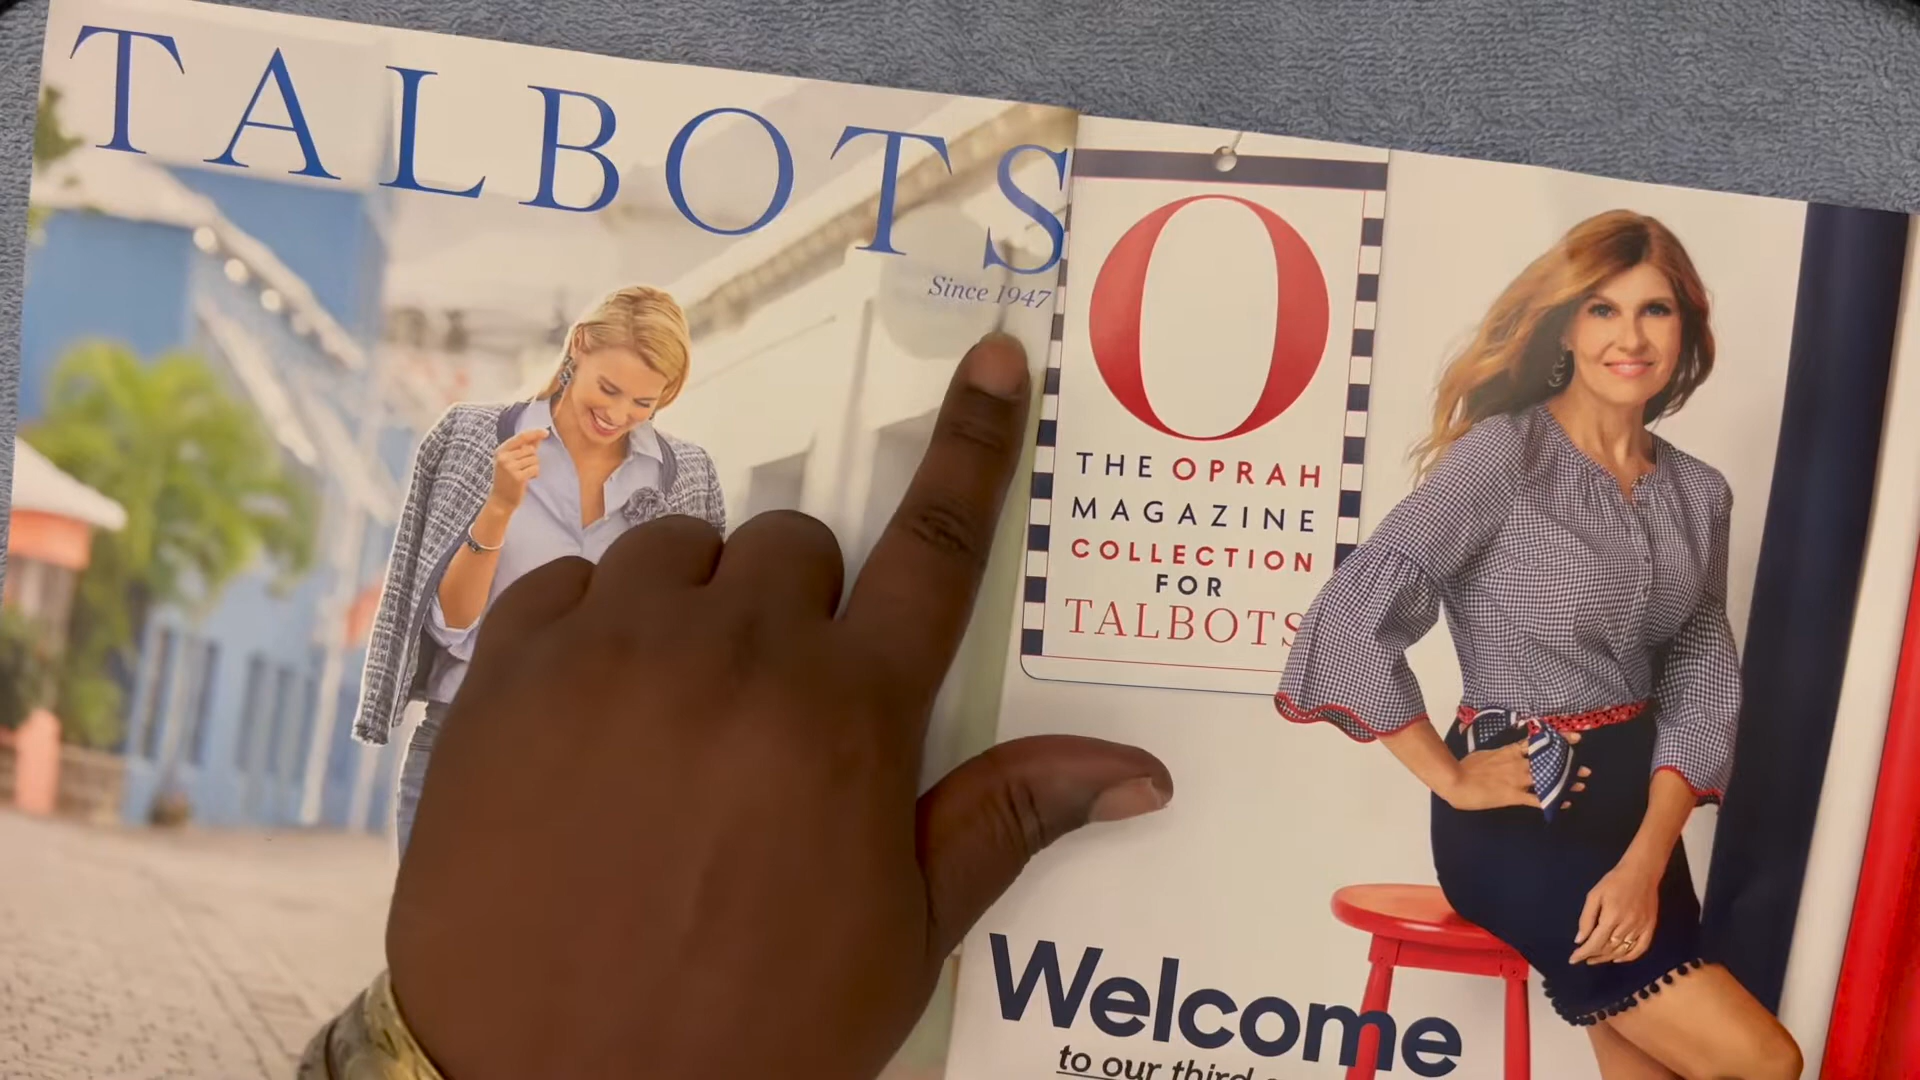 TALBOTS
Since 1947
O
THE OPRAH
MAGAZINE
COLLECTION
FOR
TALBOTS
Welcome
to our third